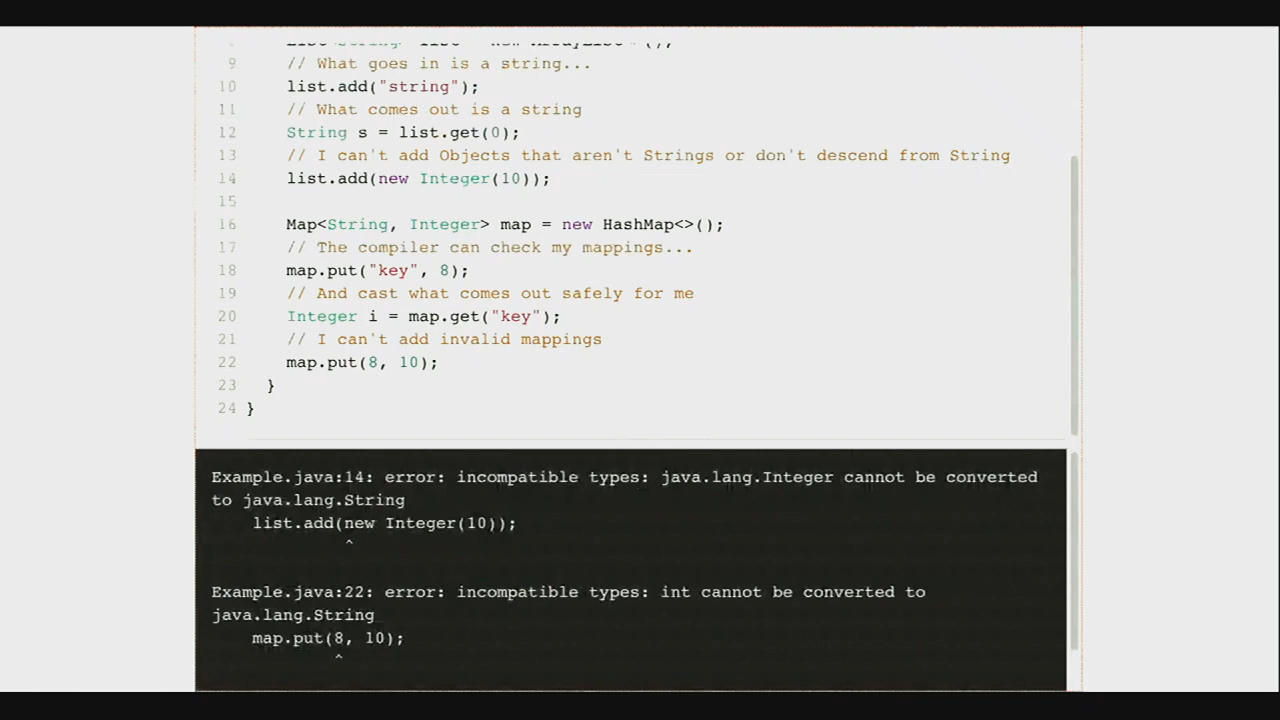 9 // What goes in is a string...
10 list.add("string");
11 // What comes out is a string
12 String s = list.get(0);
13 // I can't add Objects that aren't Strings or don't descend from String
14 list.add(new Integer(10));
15
16 Map<String, Integer> map = new HashMap<>();
17 // The compiler can check my mappings...
18 map.put("key", 8);
19 // And cast what comes out safely for me
20 Integer i = map.get("key");
21 // I can't add invalid mappings
22 map.put(8, 10);
23 }
24 }
Example.java:14: error: incompatible types: java.lang.Integer cannot be converted
to java.lang.String
list.add(new Integer(10));
^
Example.java:22: error: incompatible types: int cannot be converted to
java.lang.String
map.put(8, 10);
^